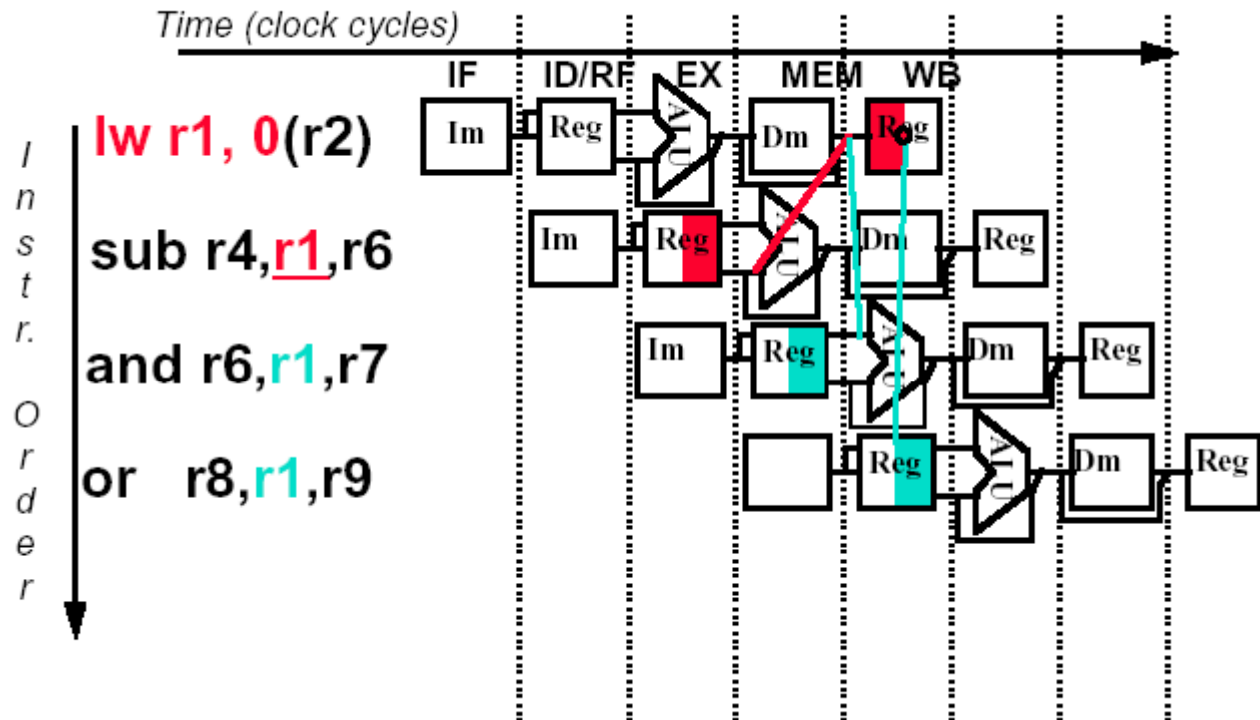 Time (clock cycles)
IF ID/RF EX MEM WB
Instr. Order
lw r1, 0(r2)
Im Reg ALU Dm Reg
sub r4,r1,r6
Im Reg ALU Dm Reg
and r6,r1,r7
Im Reg ALU Dm Reg
or r8,r1,r9
Reg ALU Dm Reg